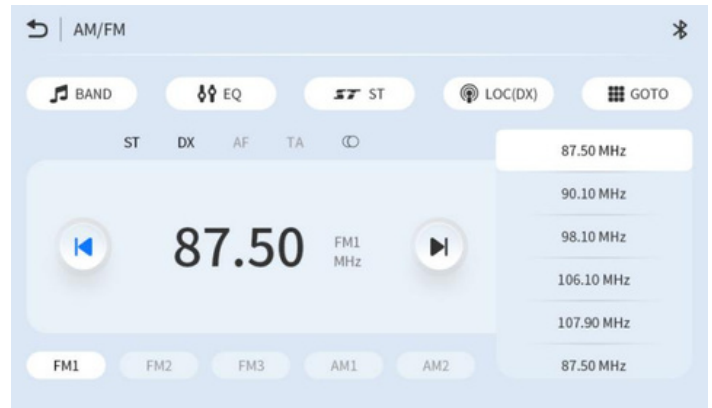 AM/FM
BAND EQ ST ST LOC(DX) GOTO
ST DX AF TA
87.50 FM1 MHz
FM1 FM2 FM3 AM1 AM2
87.50 MHz
90.10 MHz
98.10 MHz
106.10 MHz
107.90 MHz
87.50 MHz